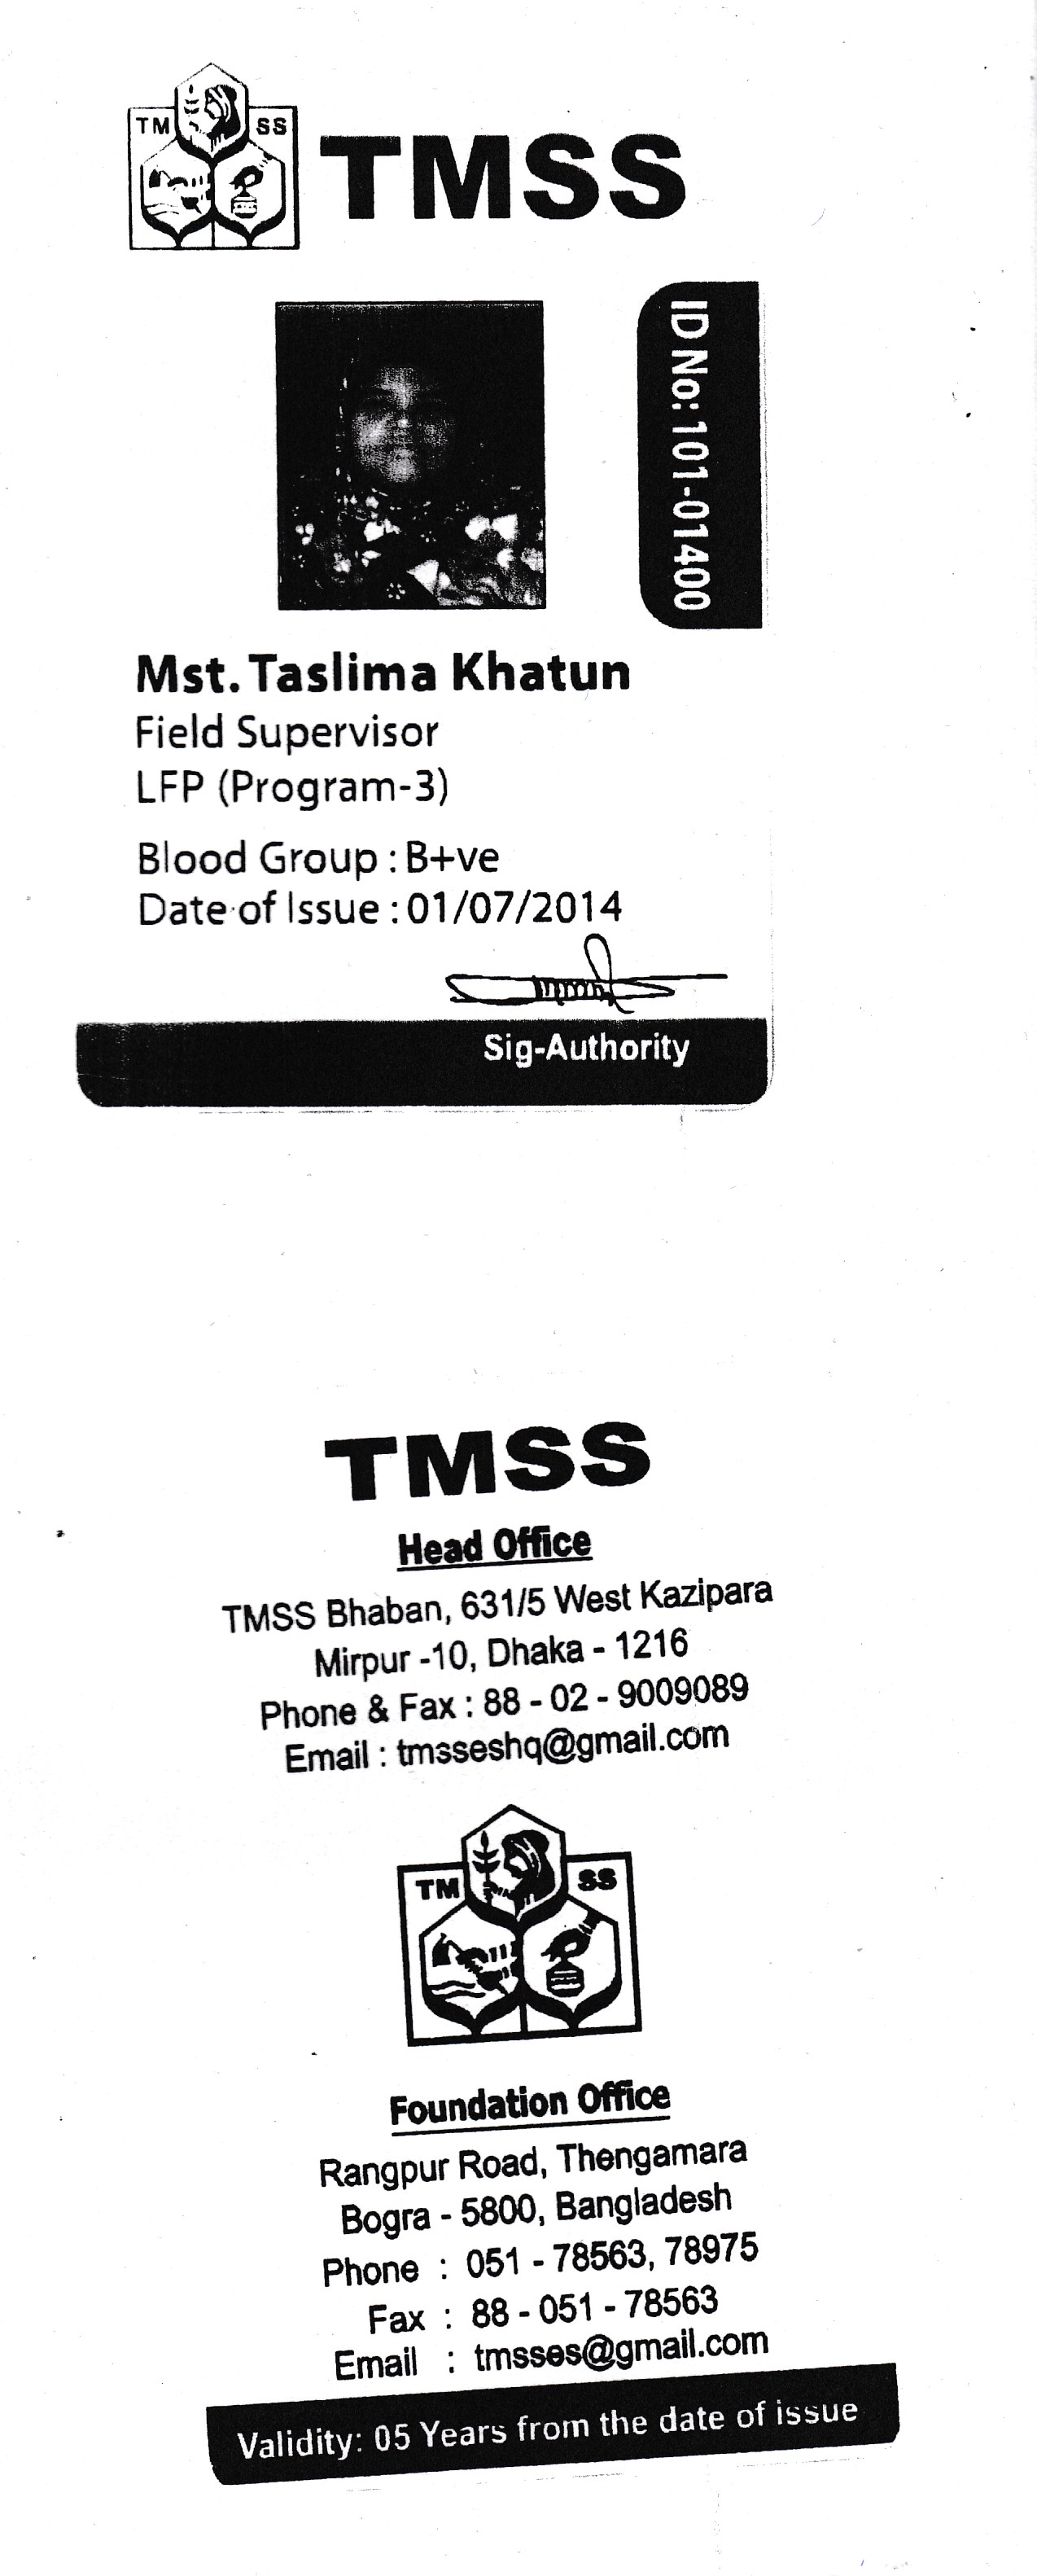 TM SS
TMSS
ID No: 101-01400
Mst. Taslima Khatun
Field Supervisor
LFP (Program-3)
Blood Group : B+ve
Date of Issue : 01/07/2014
Sig-Authority
TMSS
Head Office
TMSS Bhaban, 631/5 West Kazipara
Mirpur -10, Dhaka - 1216
Phone & Fax : 88 - 02 - 9009089
Email : tmsseshq@gmail.com
TM SS
Foundation Office
Rangpur Road, Thengamara
Bogra - 5800, Bangladesh
Phone : 051 - 78563, 78975
Fax : 88 - 051 - 78563
Email : tmsses@gmail.com
Validity: 05 Years from the date of issue